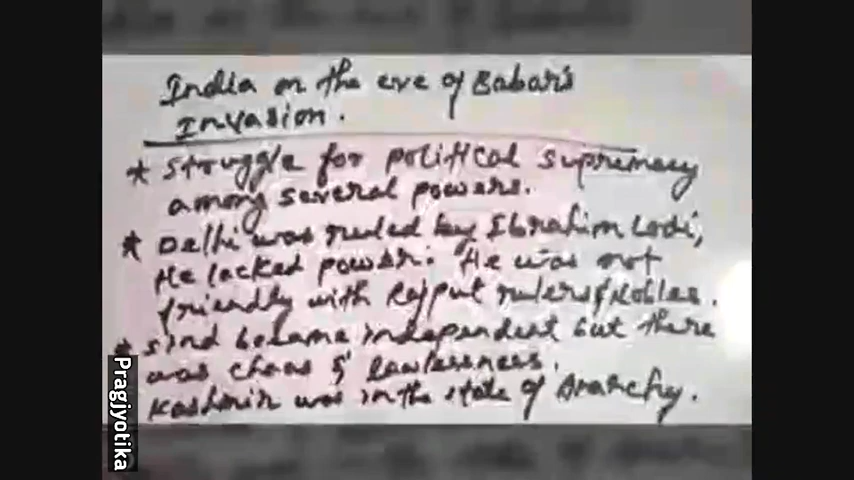 India on the eve of Babar's
Invasion.
* Struggle for political supremacy
among several powers.
* Delhi was ruled by Ibrahim Lodi,
He lacked power. He was not
friendly with Rajput rulers & Nobles.
* Sind became independent but there
was chaos & lawlessness.
Kashmir was in the state of Anarchy.
Pragjyotika